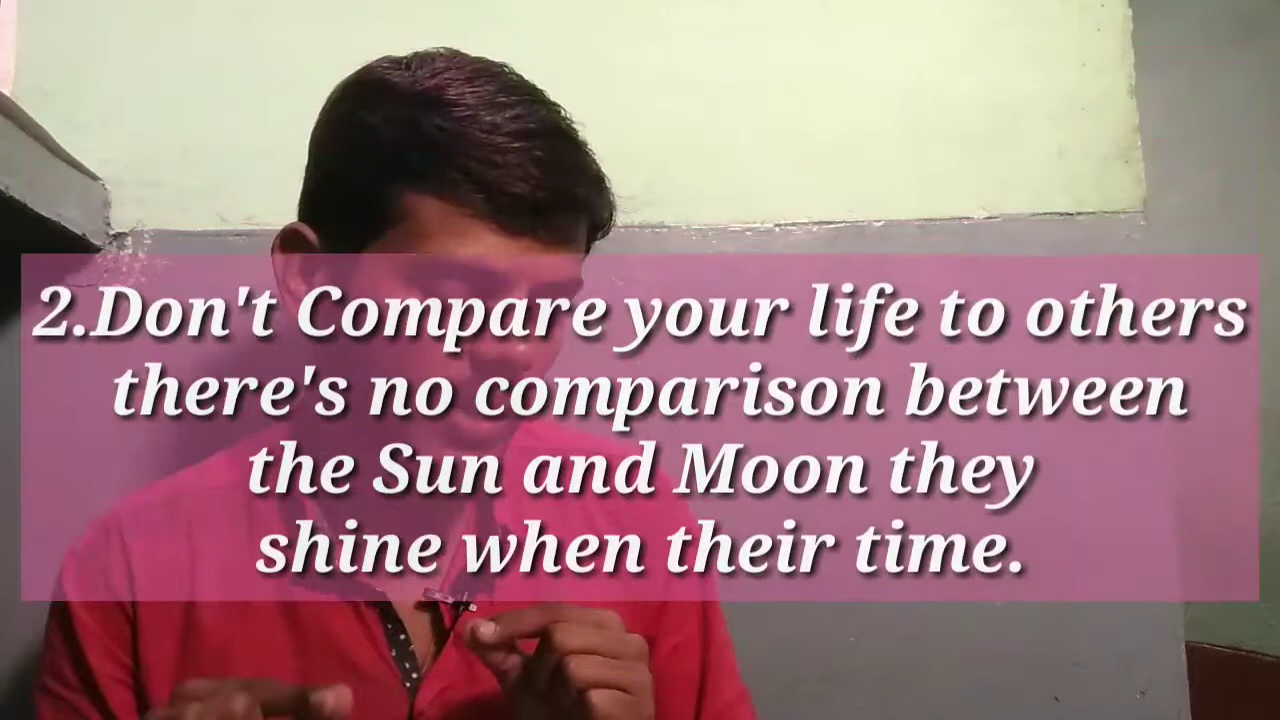 2.Don't Compare your life to others
there's no comparison between
the Sun and Moon they
shine when their time.